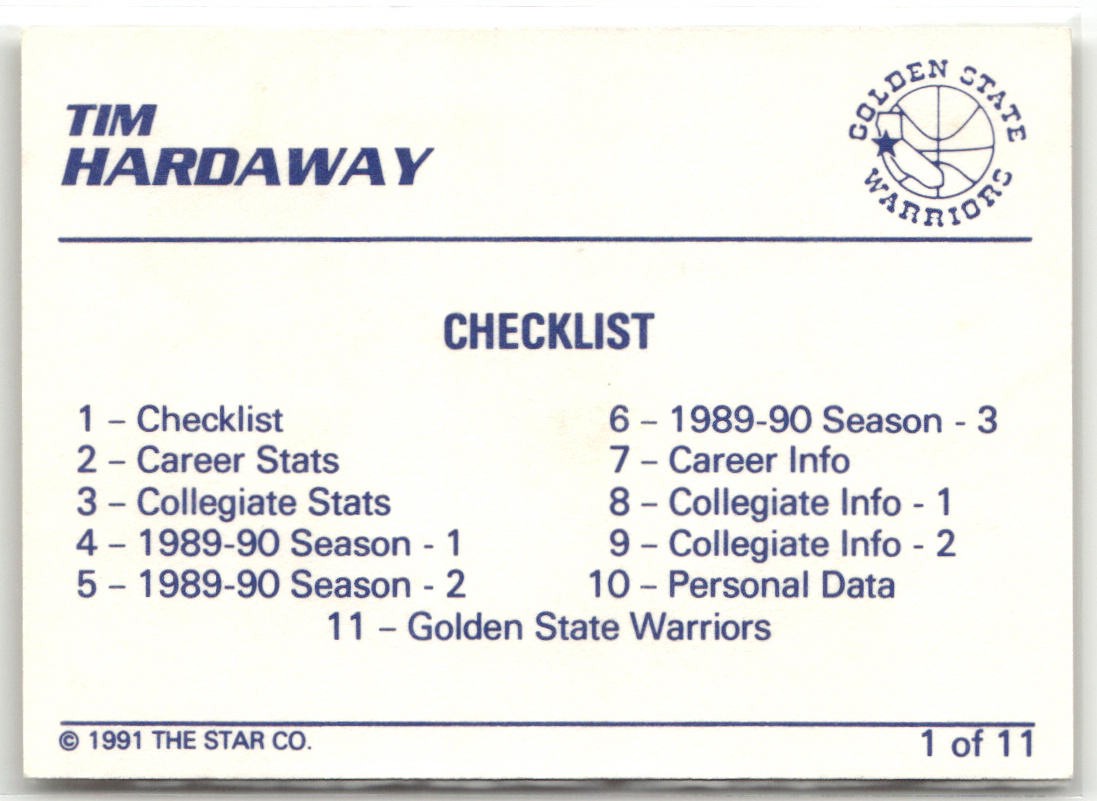 TIM
HARDAWAY
GOLDEN STATE
WARRIORS
CHECKLIST
1 – Checklist
2 – Career Stats
3 – Collegiate Stats
4 – 1989-90 Season - 1
5 – 1989-90 Season - 2
6 – 1989-90 Season - 3
7 – Career Info
8 – Collegiate Info - 1
9 – Collegiate Info - 2
10 – Personal Data
11 – Golden State Warriors
© 1991 THE STAR CO.
1 of 11